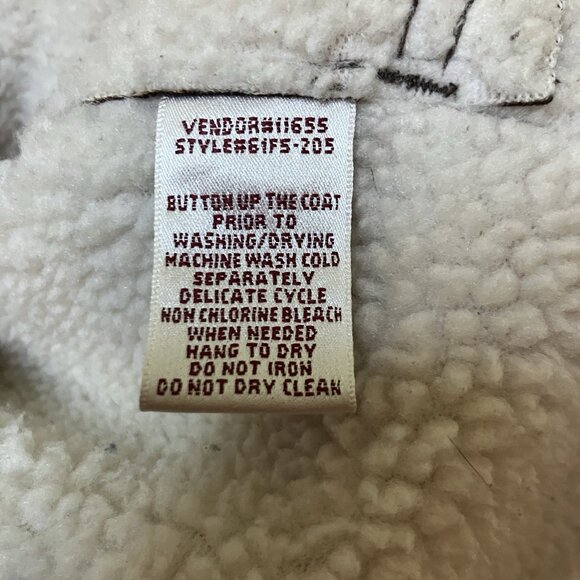 VENDOR#11655
STYLE#61FS-205
BUTTON UP THE COAT
PRIOR TO
WASHING/DRYING
MACHINE WASH COLD
SEPARATELY
DELICATE CYCLE
NON CHLORINE BLEACH
WHEN NEEDED
HANG TO DRY
DO NOT IRON
DO NOT DRY CLEAN